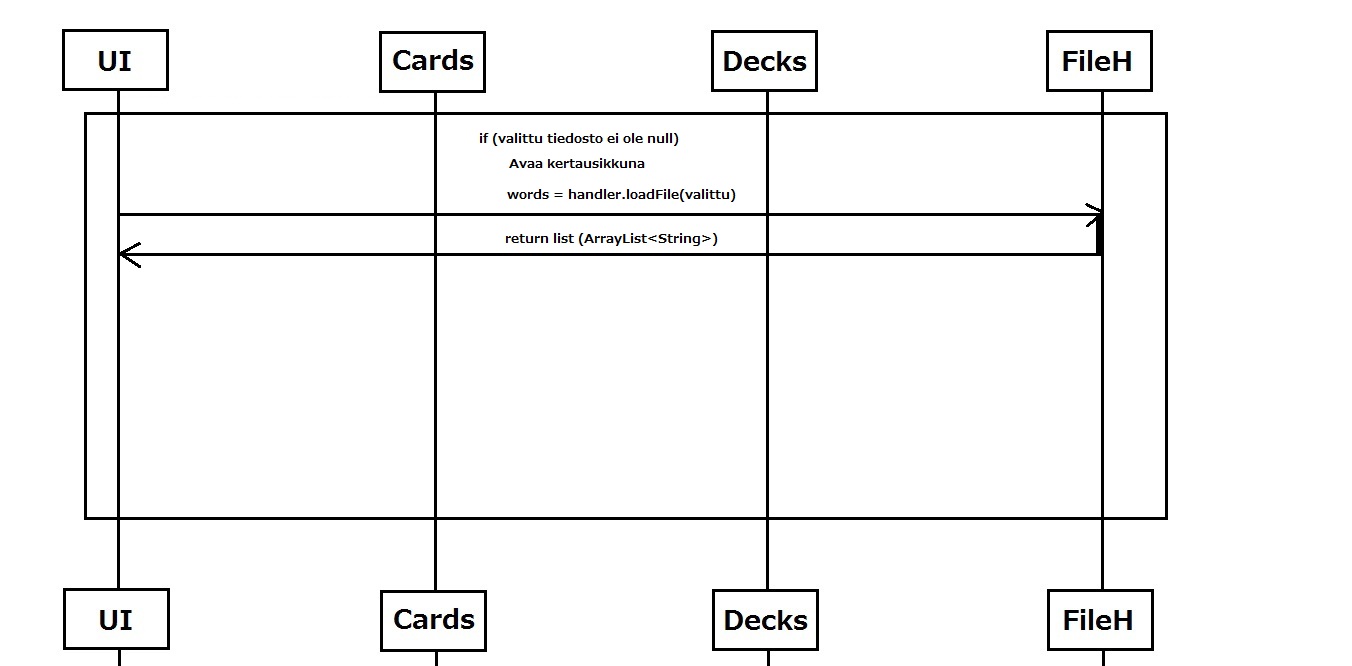 UI
Cards
Decks
FileH
if (valittu tiedosto ei ole null)
Avaa kertausikkuna
words = handler.loadFile(valittu)
return list (ArrayList<String>)
UI
Cards
Decks
FileH